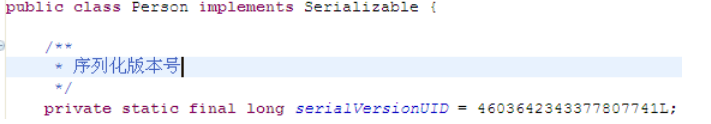 public class Person implements Serializable {
/**
* 序列化版本号
*/
private static final long serialVersionUID = 4603642343377807741L;